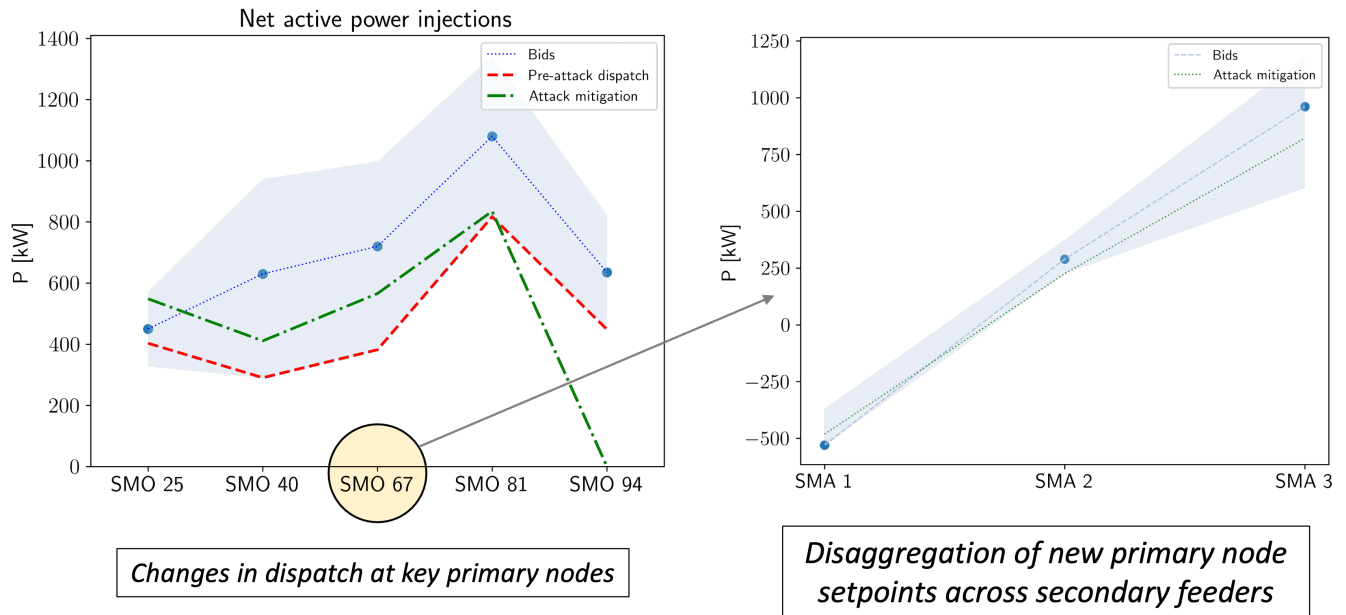 Net active power injections
1400
1200
1000
800
600
400
200
0
P [kW]
Bids
Pre-attack dispatch
Attack mitigation
SMO 25
SMO 40
SMO 67
SMO 81
SMO 94
Changes in dispatch at key primary nodes
1250
1000
750
500
250
0
−250
−500
P [kW]
Bids
Attack mitigation
SMA 1
SMA 2
SMA 3
Disaggregation of new primary node
setpoints across secondary feeders